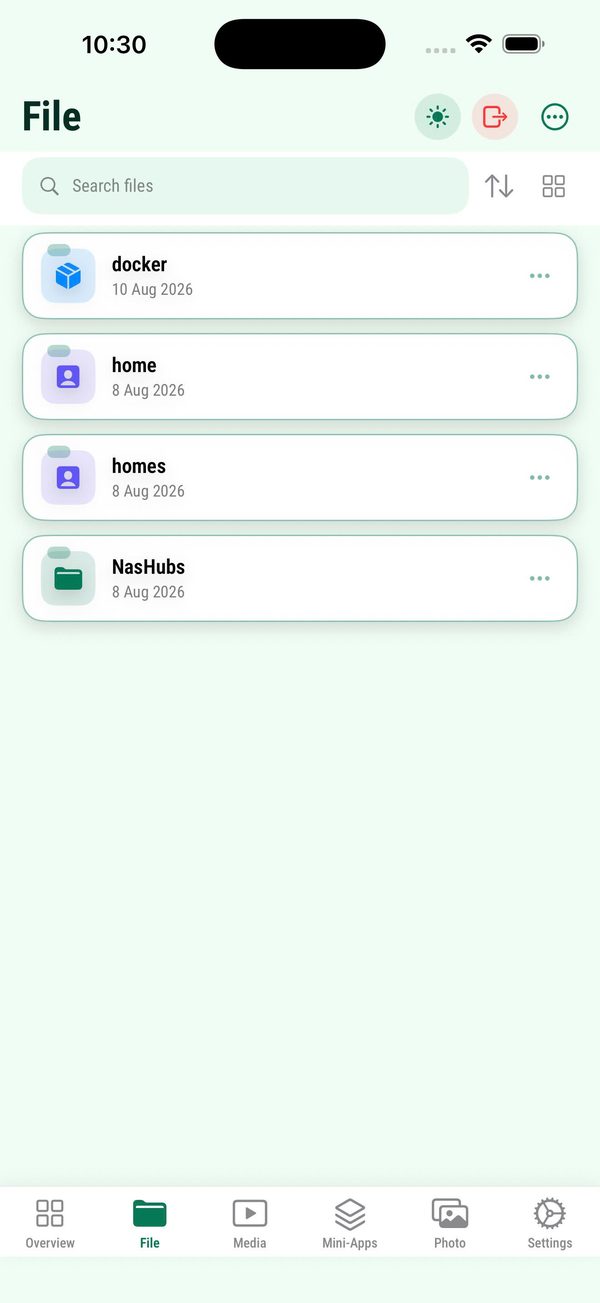 10:30
File
Search files
docker
10 Aug 2026
home
8 Aug 2026
homes
8 Aug 2026
NasHubs
8 Aug 2026
Overview
File
Media
Mini-Apps
Photo
Settings